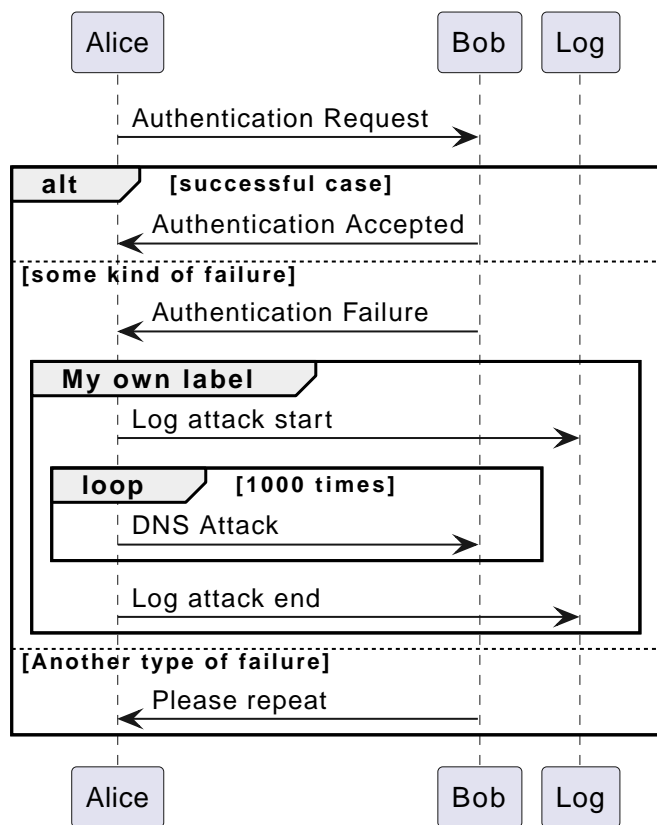 Alice Bob Log
Authentication Request
alt [successful case]
Authentication Accepted
[some kind of failure]
Authentication Failure
My own label
Log attack start
loop [1000 times]
DNS Attack
Log attack end
[Another type of failure]
Please repeat
Alice Bob Log